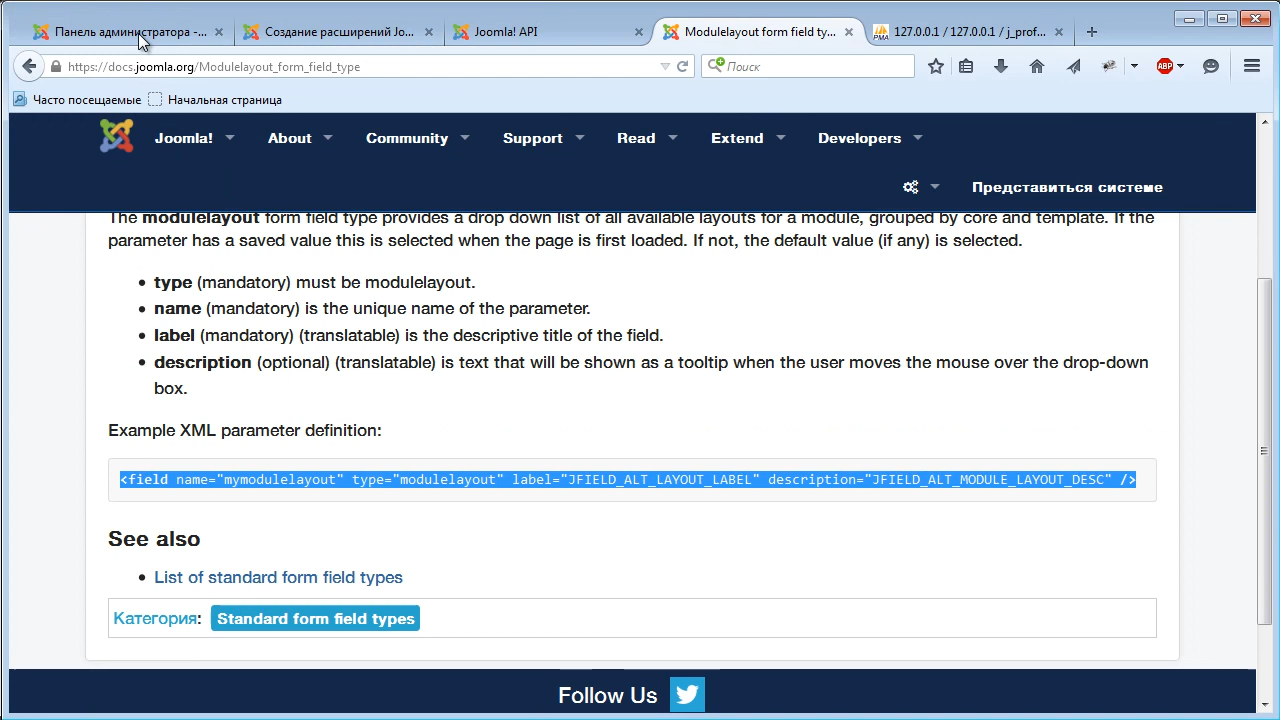 Панель администратора -...
Создание расширений Jo...
Joomla! API
Modulelayout form field ty...
127.0.0.1 / 127.0.0.1 / j_prof...
https://docs.joomla.org/Modulelayout_form_field_type
Поиск
ABP
Часто посещаемые
Начальная страница
Joomla!
About
Community
Support
Read
Extend
Developers
Представиться системе
The modulelayout form field type provides a drop down list of all available layouts for a module, grouped by core and template. If the
parameter has a saved value this is selected when the page is first loaded. If not, the default value (if any) is selected.
• type (mandatory) must be modulelayout.
• name (mandatory) is the unique name of the parameter.
• label (mandatory) (translatable) is the descriptive title of the field.
• description (optional) (translatable) is text that will be shown as a tooltip when the user moves the mouse over the drop-down
box.
Example XML parameter definition:
<field name="mymodulelayout" type="modulelayout" label="JFIELD_ALT_LAYOUT_LABEL" description="JFIELD_ALT_MODULE_LAYOUT_DESC" />
See also
• List of standard form field types
Категория: Standard form field types
Follow Us